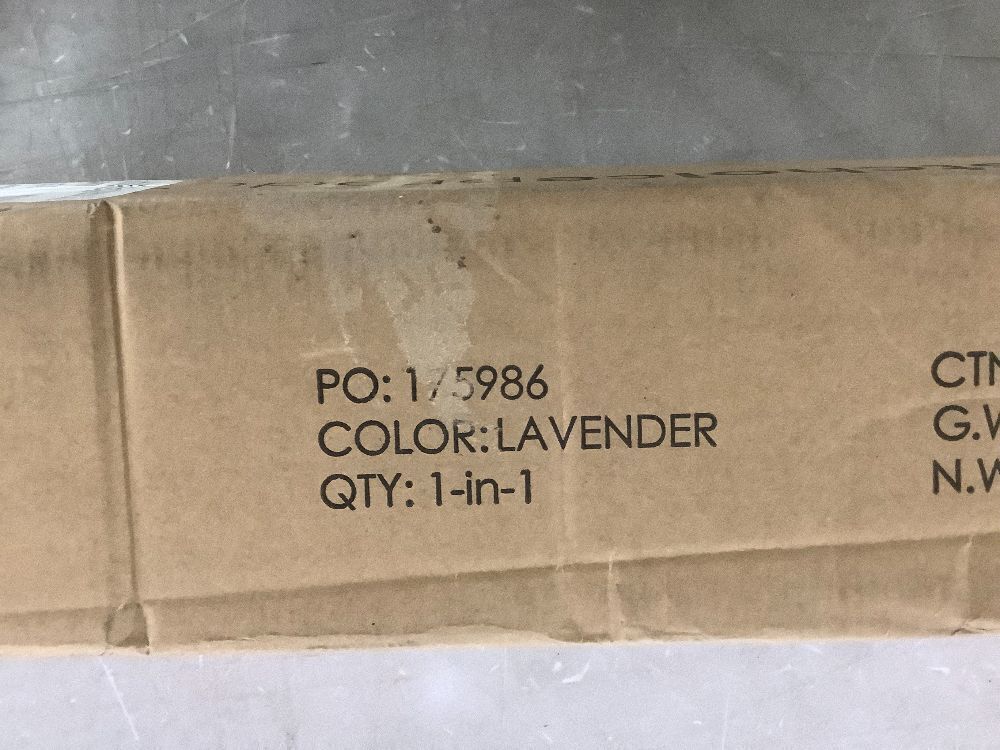 PO: 175986
COLOR: LAVENDER
QTY: 1-in-1
CTN
G.W
N.W